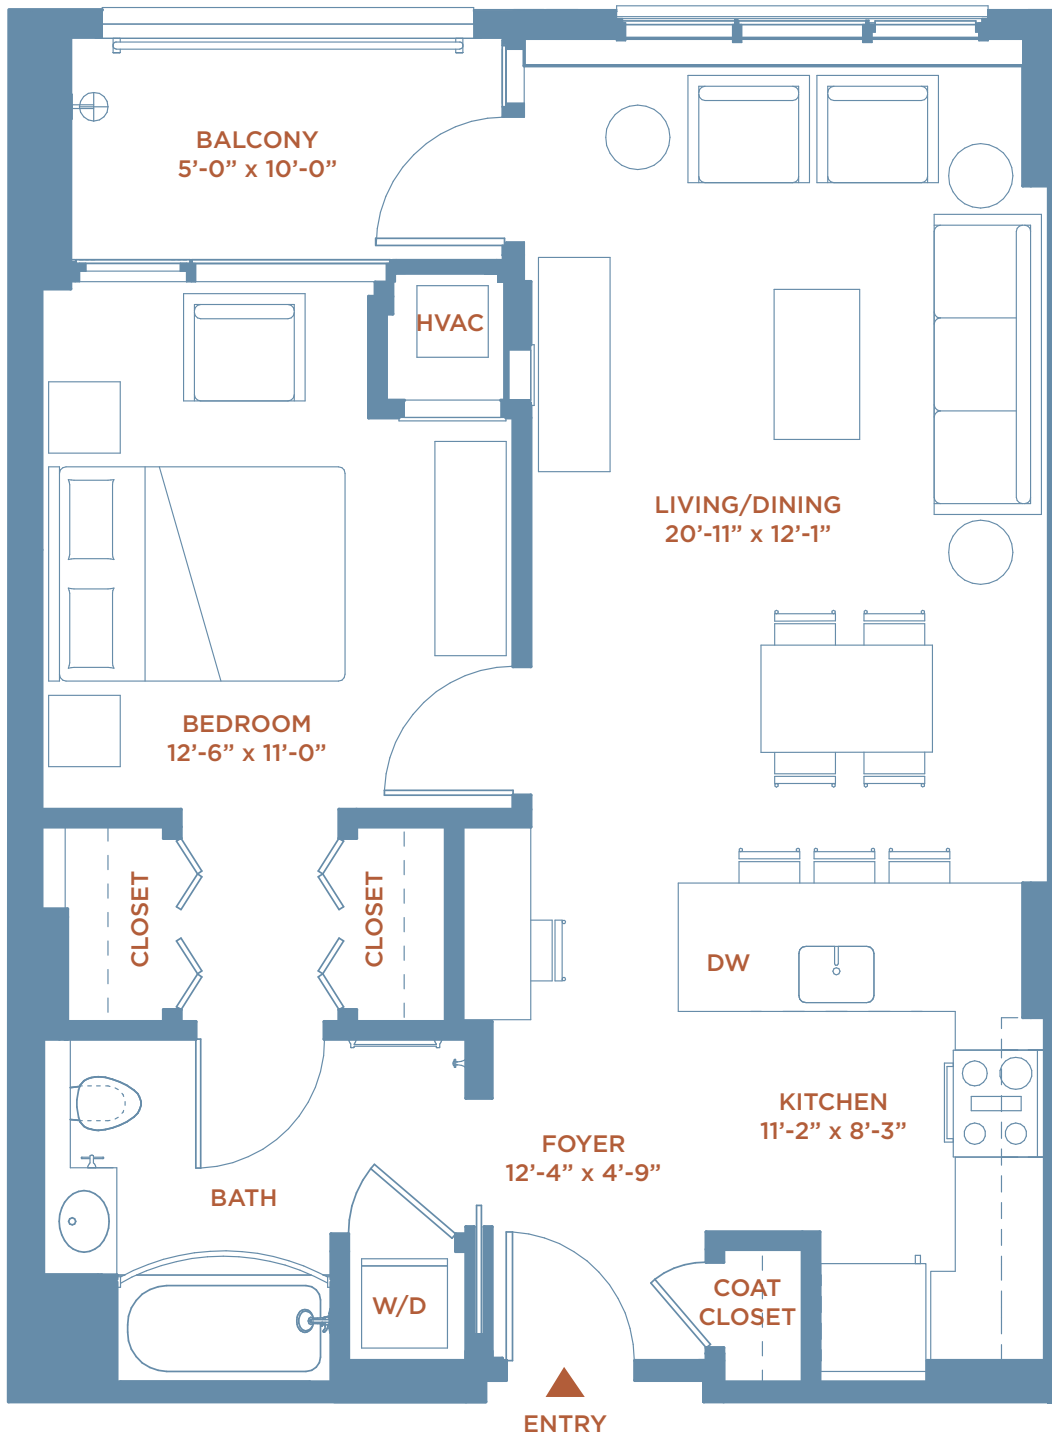 BALCONY
5’-0” x 10’-0”
HVAC
LIVING/DINING
20’-11” x 12’-1”
BEDROOM
12’-6” x 11’-0”
CLOSET
CLOSET
DW
KITCHEN
11’-2” x 8’-3”
FOYER
12’-4” x 4’-9”
BATH
W/D
COAT
CLOSET
ENTRY